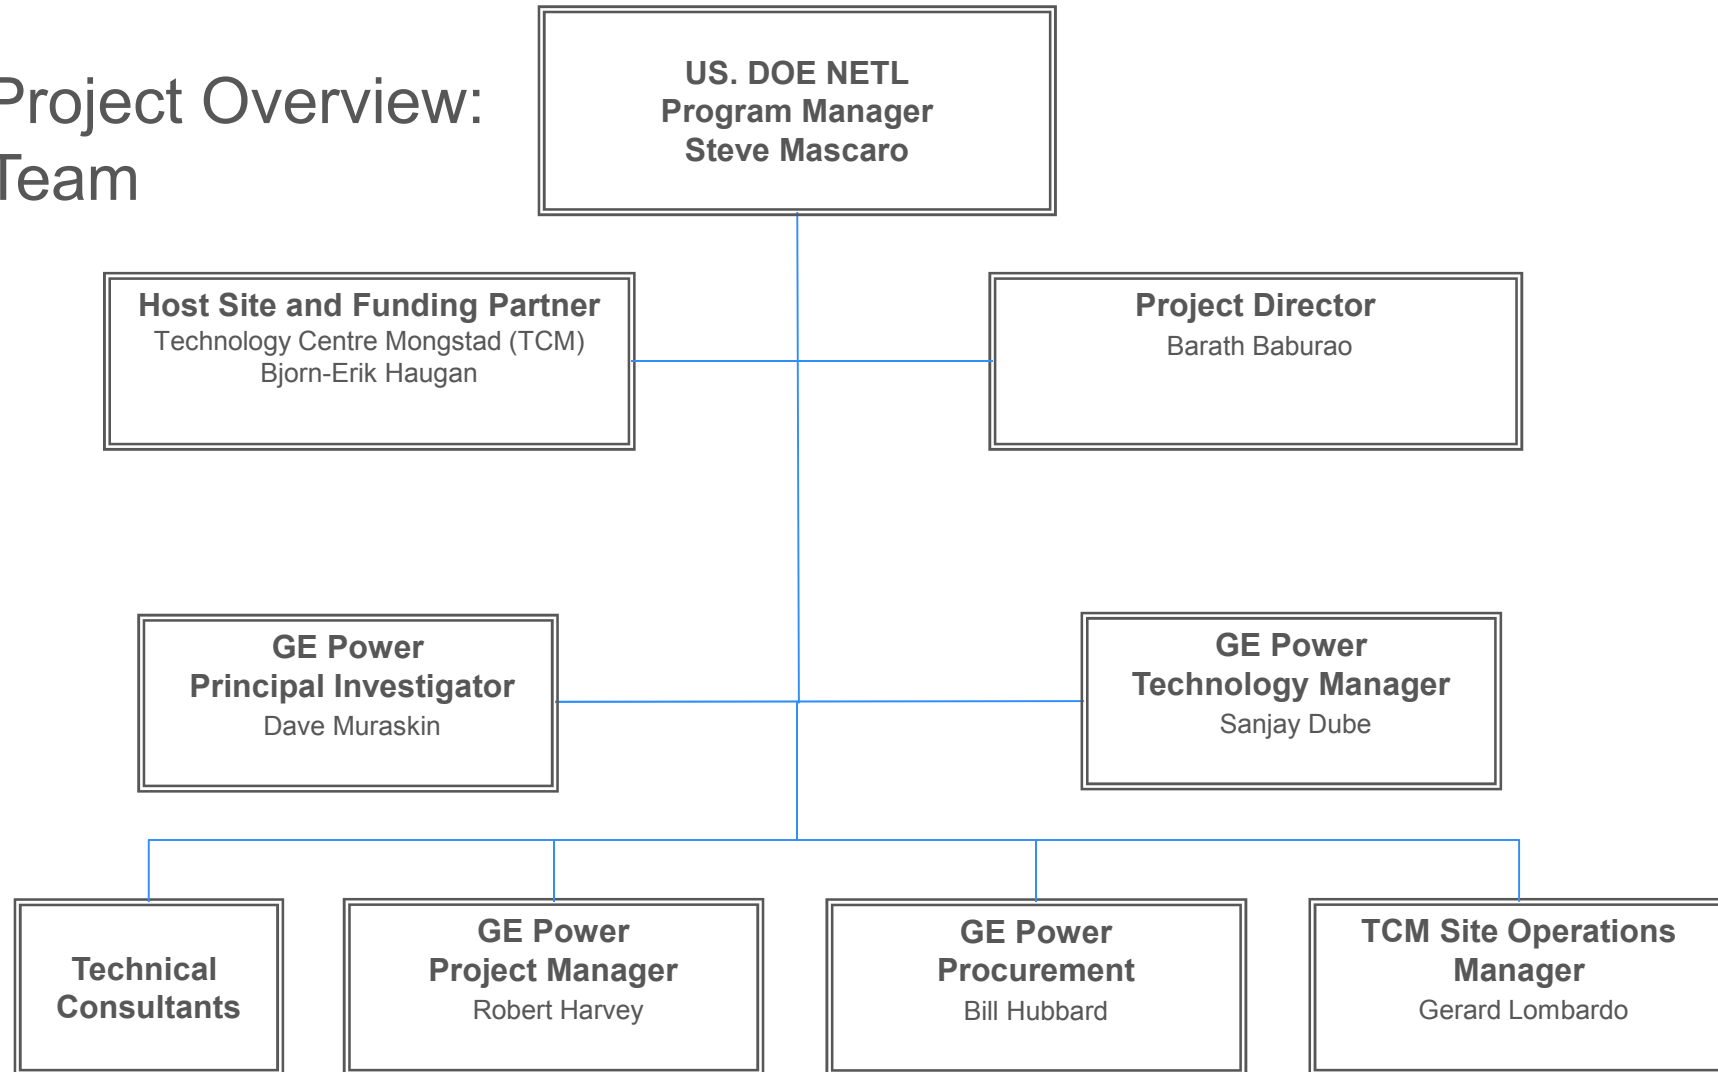 Project Overview:
Team
US. DOE NETL
Program Manager
Steve Mascaro
Host Site and Funding Partner
Technology Centre Mongstad (TCM)
Bjorn-Erik Haugan
Project Director
Barath Baburao
GE Power
Principal Investigator
Dave Muraskin
GE Power
Technology Manager
Sanjay Dube
Technical
Consultants
GE Power
Project Manager
Robert Harvey
GE Power
Procurement
Bill Hubbard
TCM Site Operations
Manager
Gerard Lombardo